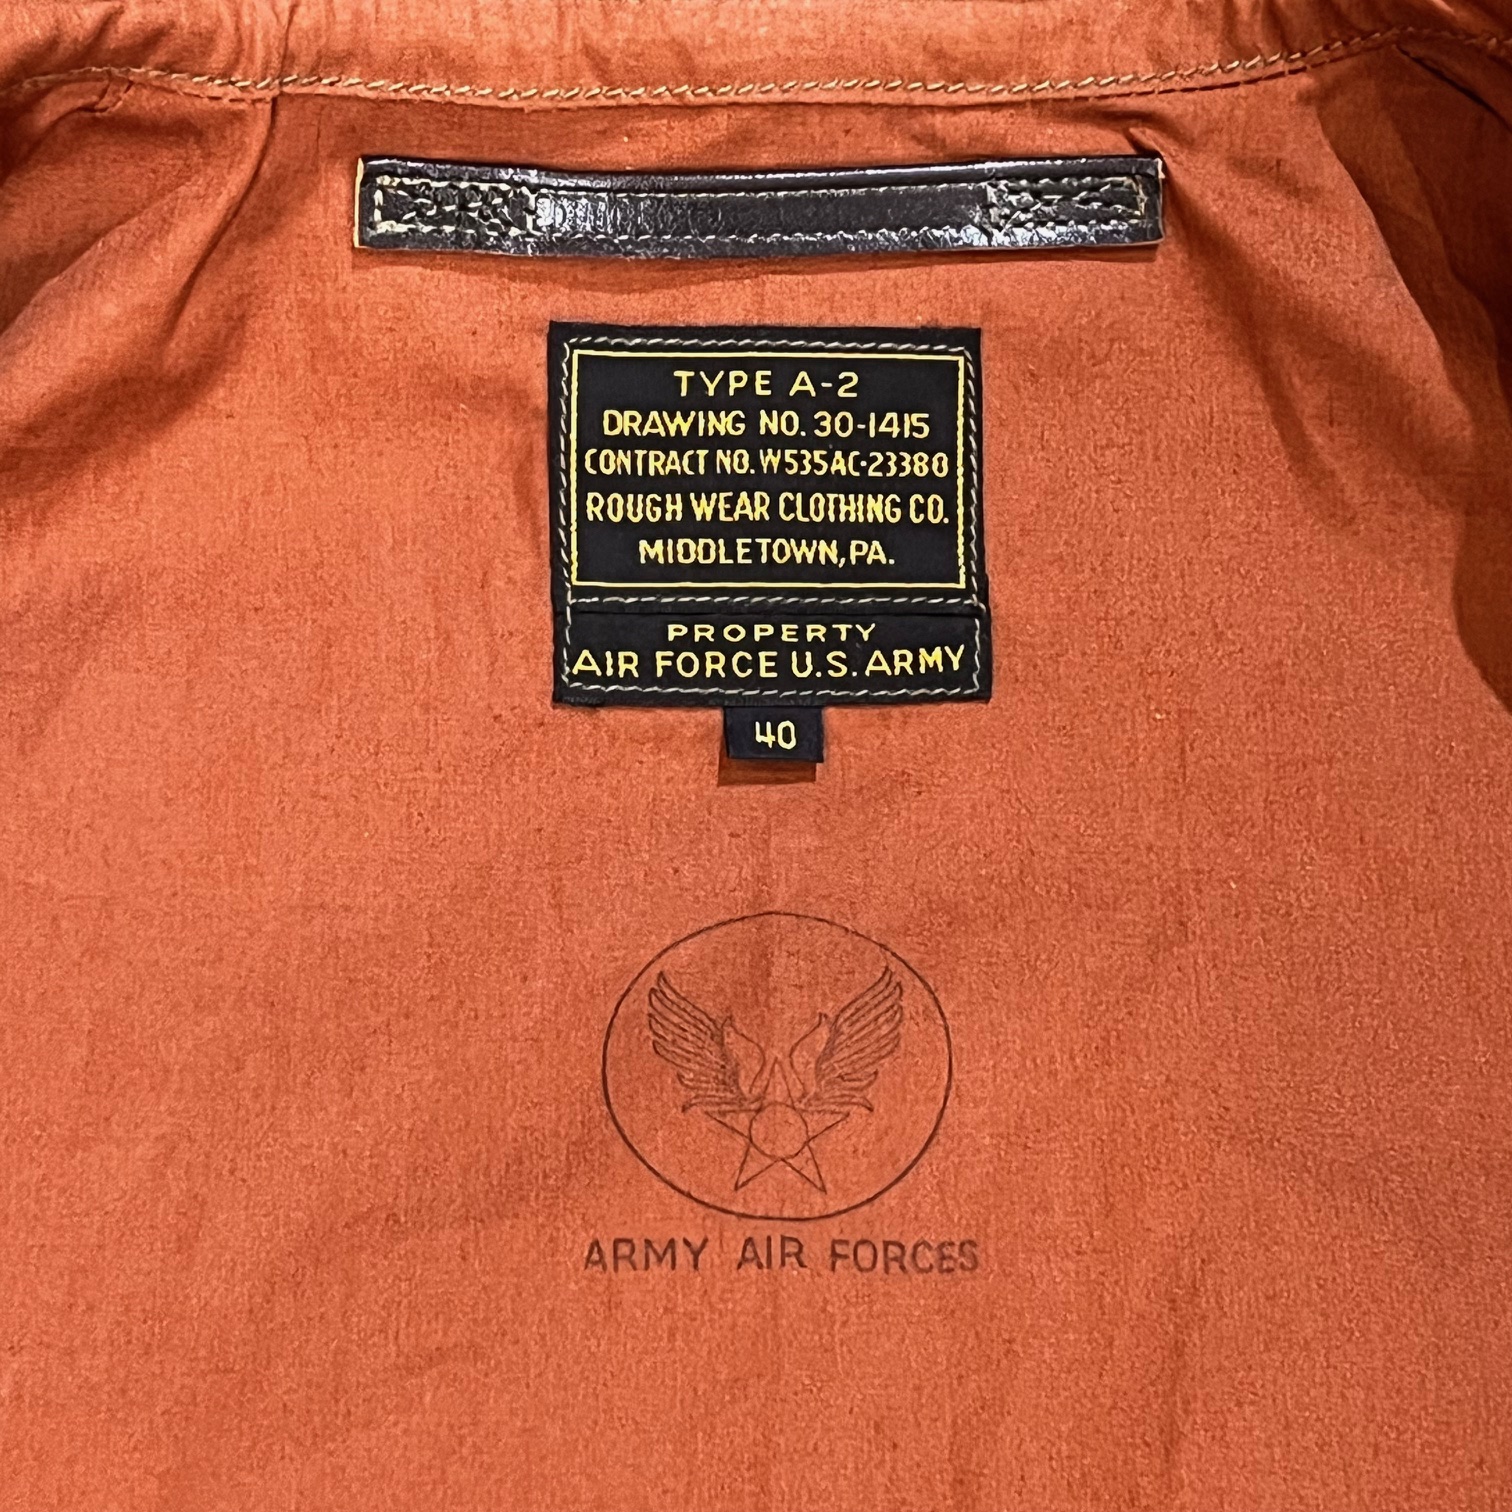 TYPE A-2
DRAWING NO. 30-1415
CONTRACT NO. W535AC-23380
ROUGH WEAR CLOTHING CO.
MIDDLETOWN, PA.
PROPERTY
AIR FORCE U.S. ARMY
40
ARMY AIR FORCES